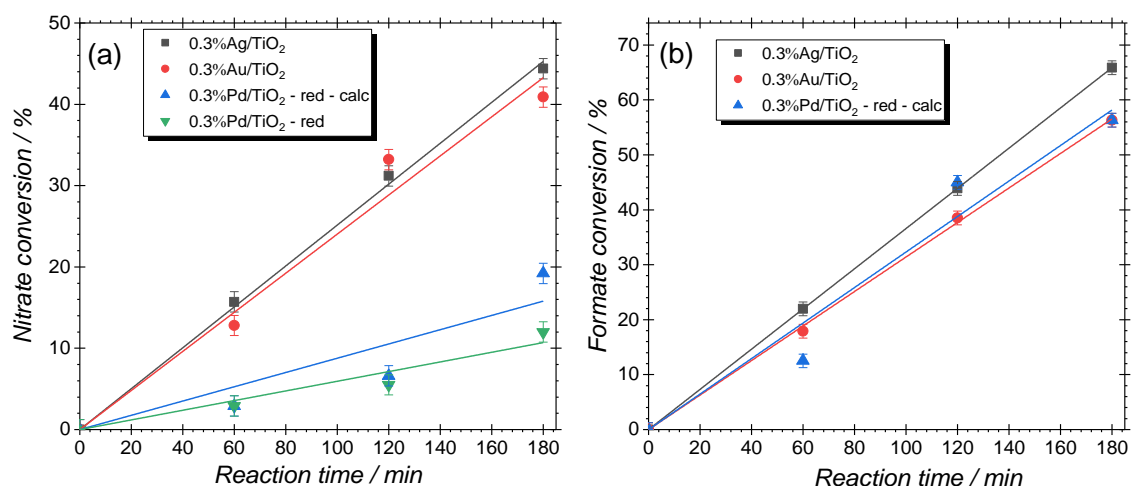 (a)
0.3%Ag/TiO₂
0.3%Au/TiO₂
0.3%Pd/TiO₂ - red - calc
0.3%Pd/TiO₂ - red
Nitrate conversion / %
50
40
30
20
10
0
0 20 40 60 80 100 120 140 160 180
Reaction time / min
(b)
0.3%Ag/TiO₂
0.3%Au/TiO₂
0.3%Pd/TiO₂ - red - calc
Formate conversion / %
70
60
50
40
30
20
10
0
0 20 40 60 80 100 120 140 160 180
Reaction time / min